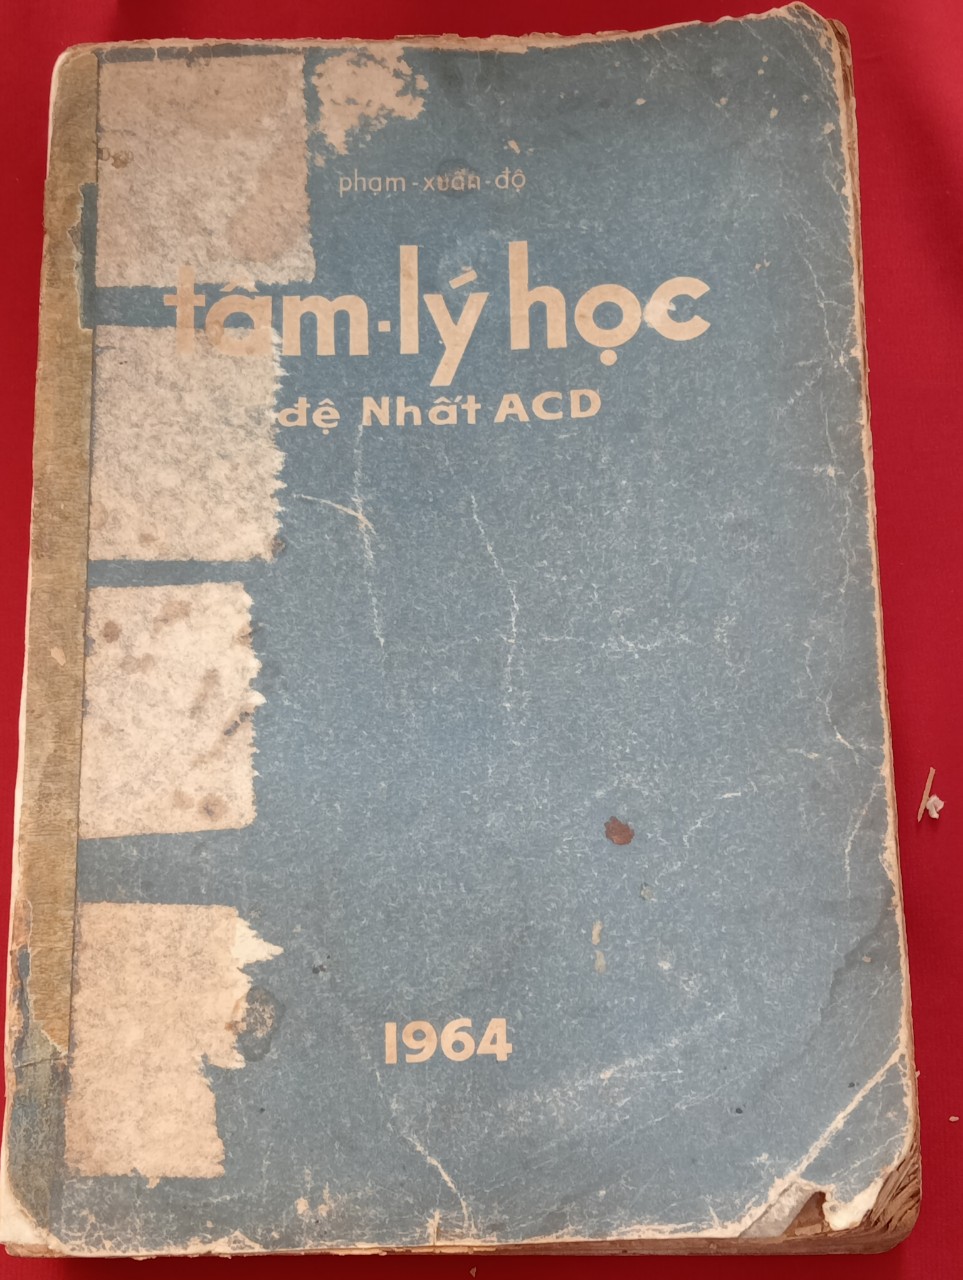 phạm-xuân-độ
tâm-lý học
đệ Nhất ACD
1964